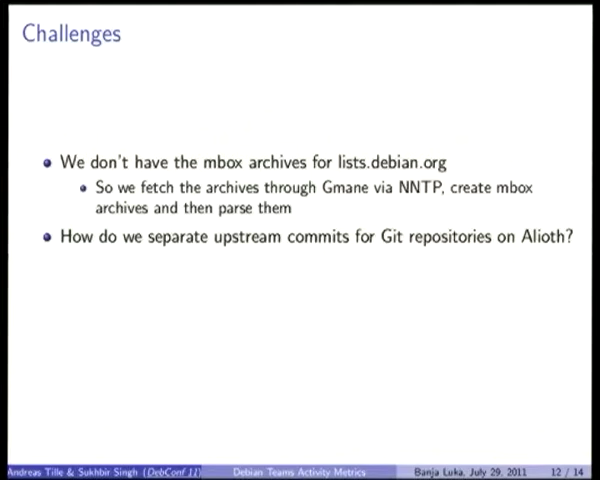 Challenges
We don't have the mbox archives for lists.debian.org
So we fetch the archives through Gmane via NNTP, create mbox
archives and then parse them
How do we separate upstream commits for Git repositories on Alioth?
Andreas Tille & Sukhbir Singh (DebConf 11) Debian Teams Activity Metrics Banja Luka, July 29, 2011 12 / 14